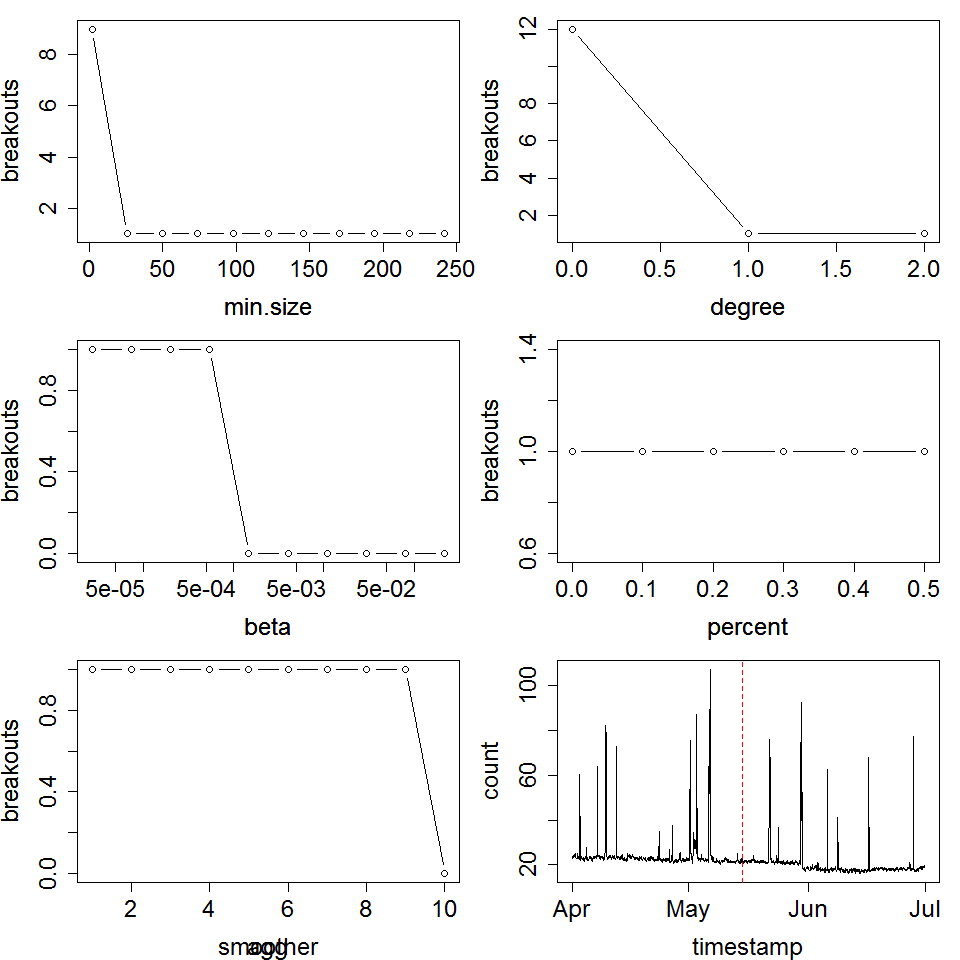 breakouts
2 4 6 8
0 50 100 150 200 250
min.size
breakouts
2 4 6 8 12
0.0 0.5 1.0 1.5 2.0
degree
breakouts
0.0 0.4 0.8
5e-05 5e-04 5e-03 5e-02
beta
breakouts
0.6 1.0 1.4
0.0 0.1 0.2 0.3 0.4 0.5
percent
breakouts
0.0 0.4 0.8
2 4 6 8 10
smoother
agg
count
20 60 100
Apr May Jun Jul
timestamp